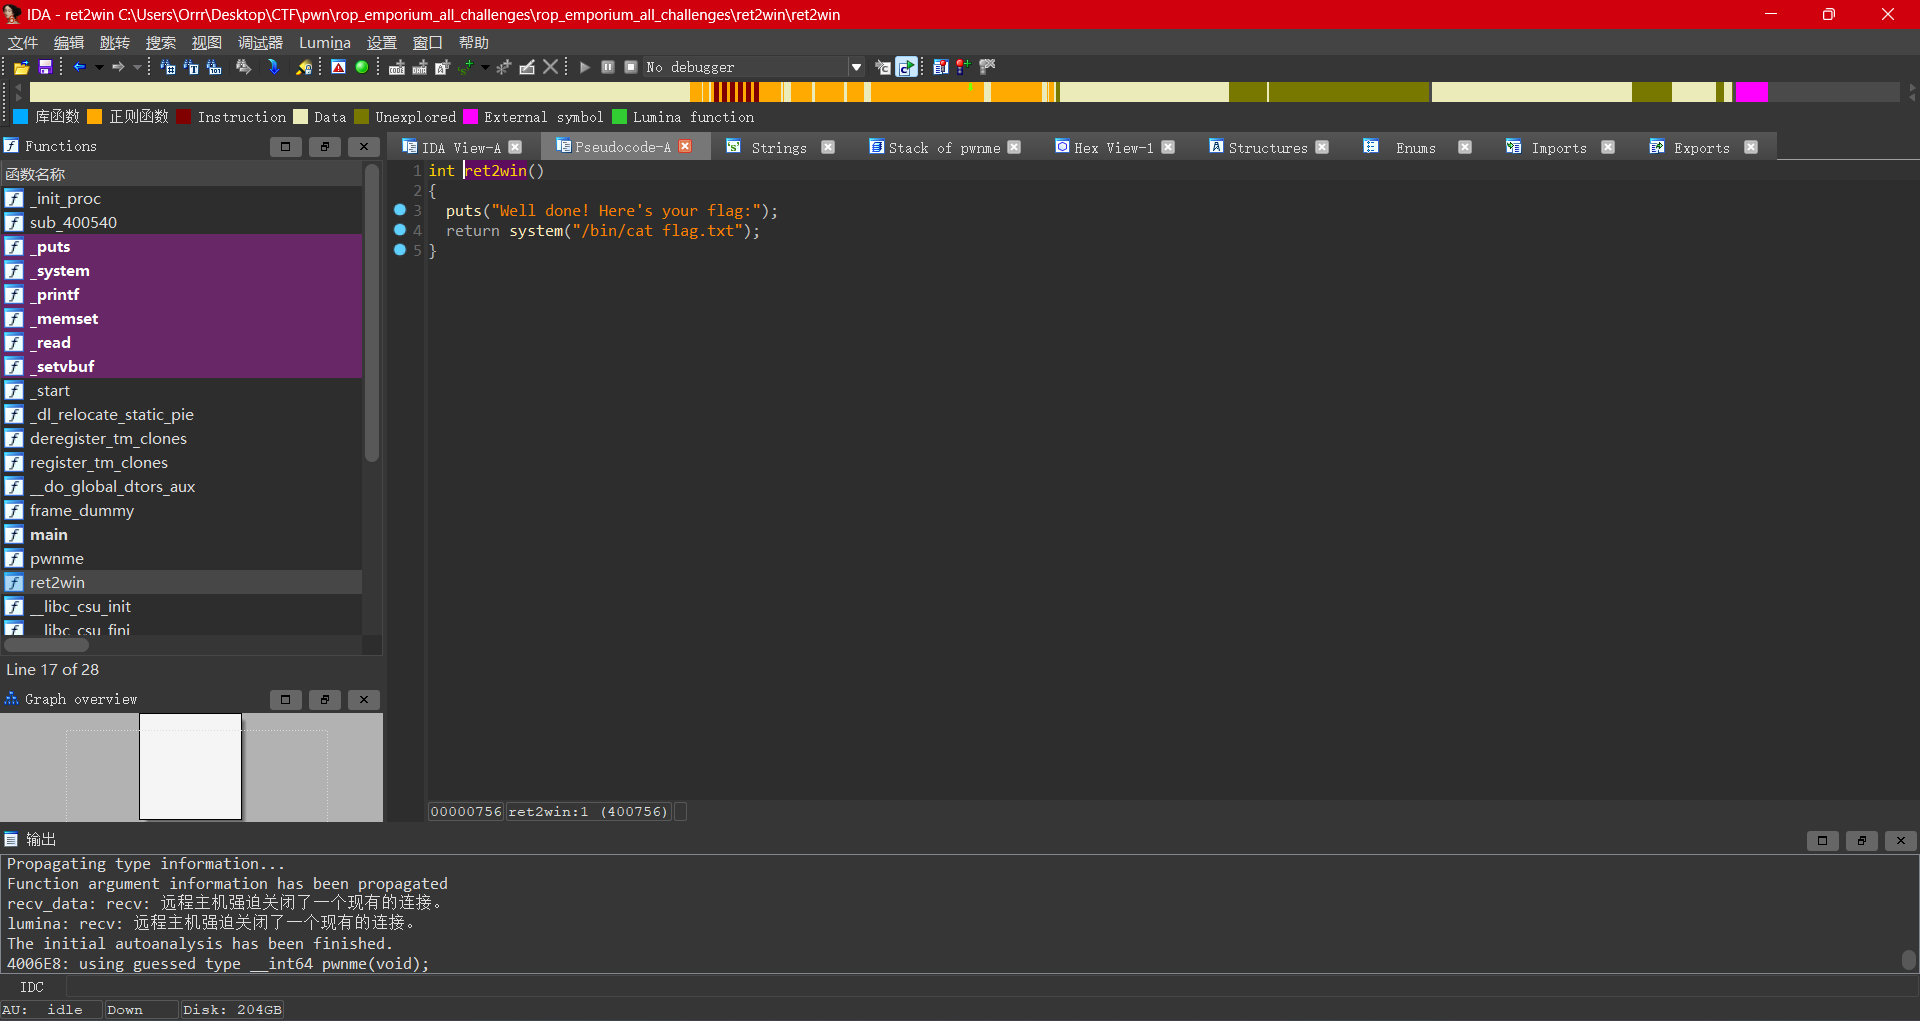 IDA - ret2win C:\Users\Orrr\Desktop\CTF\pwn\rop_emporium_all_challenges\rop_emporium_all_challenges\ret2win\ret2win
文件 编辑 跳转 搜索 视图 调试器 Lumina 设置 窗口 帮助
No debugger
库函数 正则函数 Instruction Data Unexplored External symbol Lumina function
Functions
函数名称
_init_proc
sub_400540
_puts
_system
_printf
_memset
_read
_setvbuf
_start
_dl_relocate_static_pie
deregister_tm_clones
register_tm_clones
__do_global_dtors_aux
frame_dummy
main
pwnme
ret2win
__libc_csu_init
__libc_csu_fini
Line 17 of 28
Graph overview
IDA View-A Pseudocode-A Strings Stack of pwnme Hex View-1 Structures Enums Imports Exports
1 int ret2win()
2 {
3 puts("Well done! Here's your flag:");
4 return system("/bin/cat flag.txt");
5 }
00000756 ret2win:1 (400756)
输出
Propagating type information...
Function argument information has been propagated
recv_data: recv: 远程主机强迫关闭了一个现有的连接。
lumina: recv: 远程主机强迫关闭了一个现有的连接。
The initial autoanalysis has been finished.
4006E8: using guessed type __int64 pwnme(void);
IDC
AU: idle Down Disk: 204GB